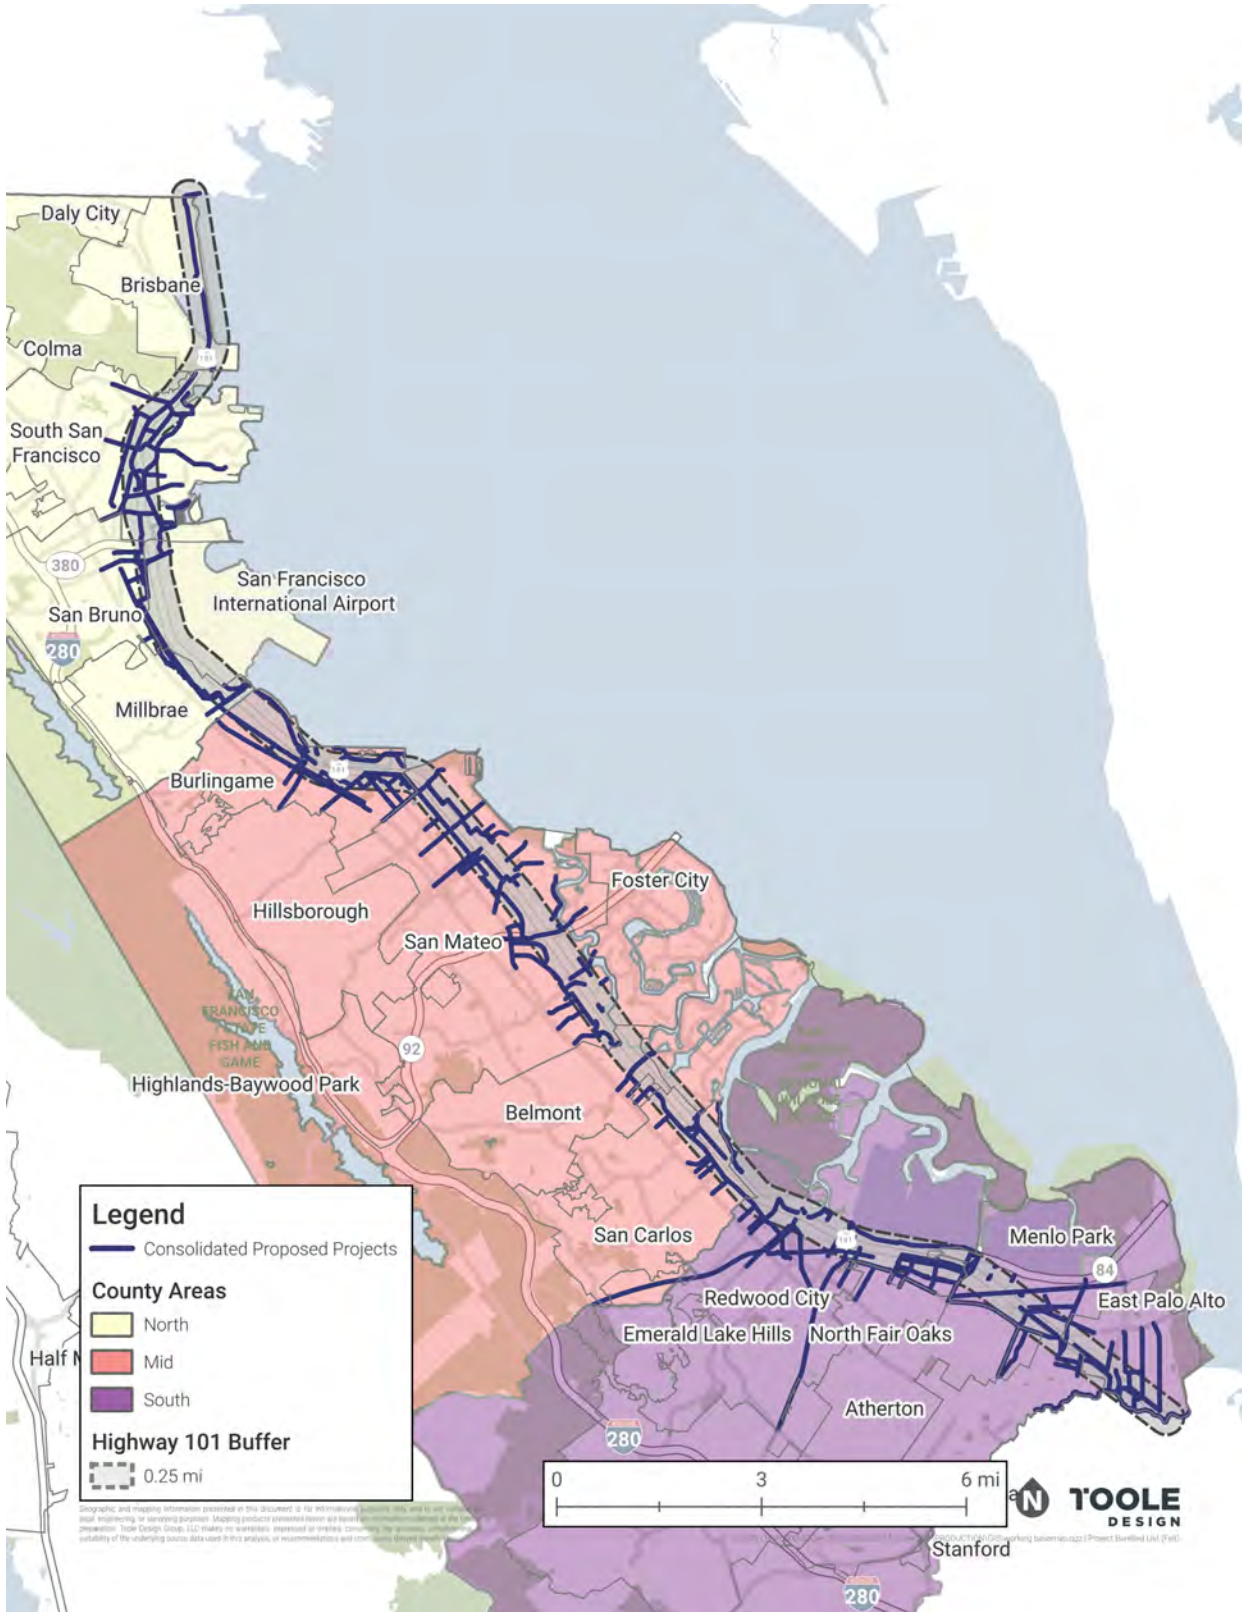 Daly City
Brisbane
Colma
101
South San
Francisco
380
San Francisco
International Airport
San Bruno
280
Millbrae
101
Burlingame
Foster City
Hillsborough
San Mateo
SAN
FRANCISCO
STATE
FISH AND
GAME
92
Highlands-Baywood Park
Belmont
San Carlos
Menlo Park
101
84
Redwood City
East Palo Alto
Emerald Lake Hills
North Fair Oaks
Half
Atherton
280
Stanford
280
Legend
Consolidated Proposed Projects
County Areas
North
Mid
South
Highway 101 Buffer
0.25 mi
0 3 6 mi
N
TOOLE
DESIGN